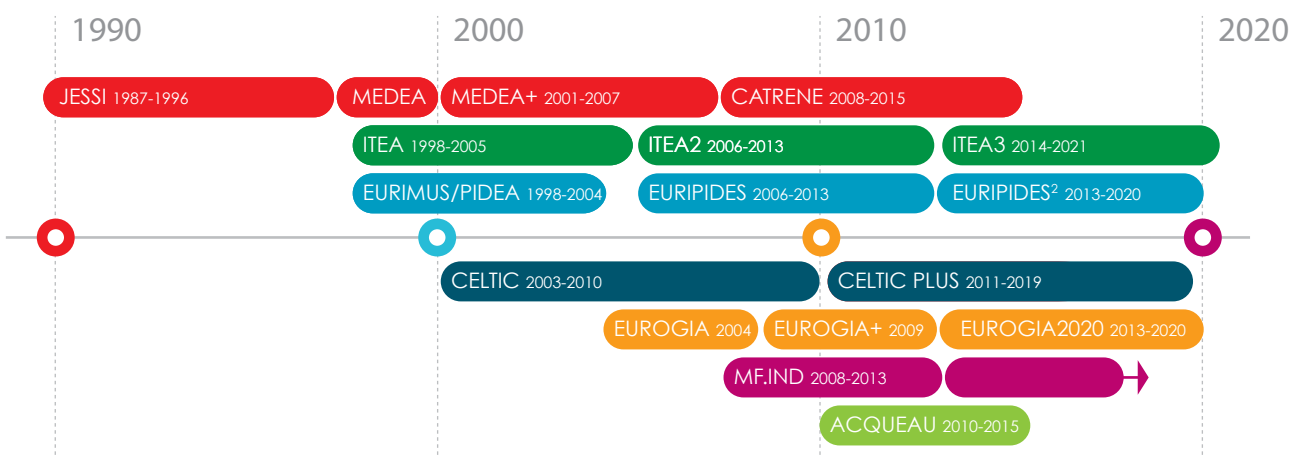 1990 2000 2010 2020
JESSI 1987-1996 MEDEA MEDEA+ 2001-2007 CATRENE 2008-2015
ITEA 1998-2005 ITEA2 2006-2013 ITEA3 2014-2021
EURIMUS/PIDEA 1998-2004 EURIPIDES 2006-2013 EURIPIDES² 2013-2020
CELTIC 2003-2010 CELTIC PLUS 2011-2019
EUROGIA 2004 EUROGIA+ 2009 EUROGIA2020 2013-2020
MF.IND 2008-2013
ACQUEAU 2010-2015